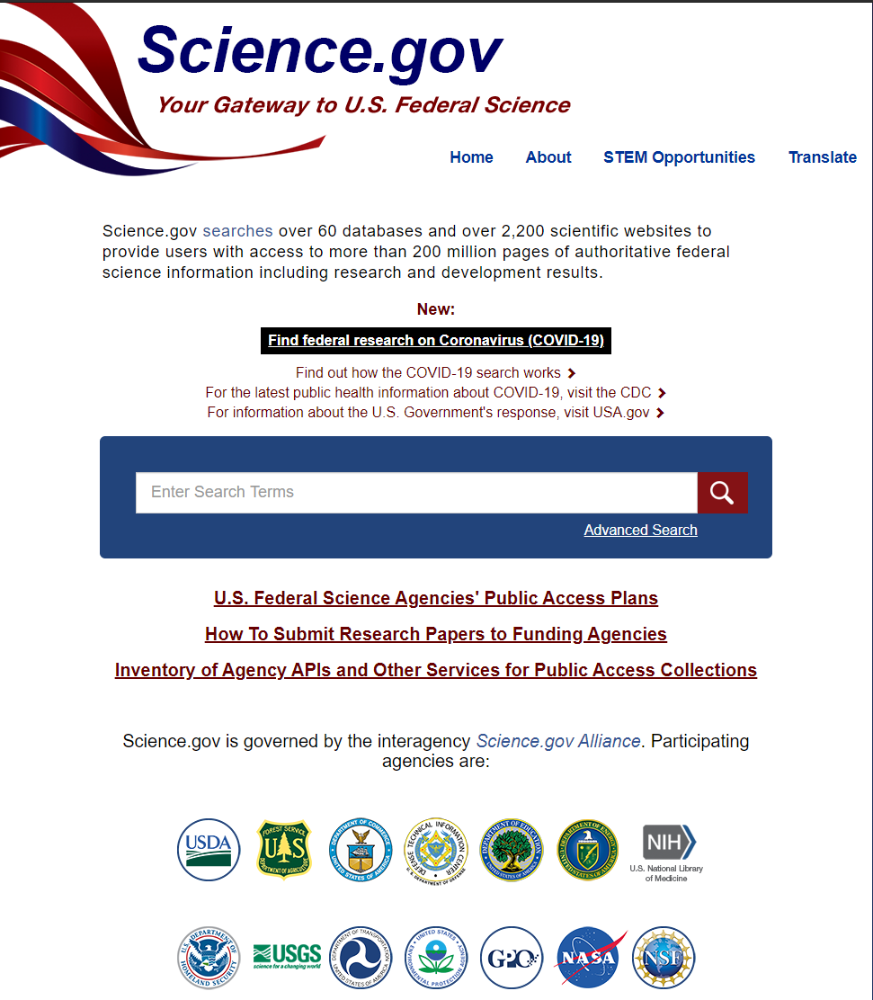 Science.gov
Your Gateway to U.S. Federal Science
Home About STEM Opportunities Translate
Science.gov searches over 60 databases and over 2,200 scientific websites to
provide users with access to more than 200 million pages of authoritative federal
science information including research and development results.
New:
Find federal research on Coronavirus (COVID-19)
Find out how the COVID-19 search works
For the latest public health information about COVID-19, visit the CDC
For information about the U.S. Government's response, visit USA.gov
Enter Search Terms
Advanced Search
U.S. Federal Science Agencies' Public Access Plans
How To Submit Research Papers to Funding Agencies
Inventory of Agency APIs and Other Services for Public Access Collections
Science.gov is governed by the interagency Science.gov Alliance. Participating
agencies are:
USDA
FOREST SERVICE
U S
DEPARTMENT OF AGRICULTURE
DEPARTMENT OF COMMERCE
UNITED STATES OF AMERICA
DEFENSE TECHNICAL INFORMATION CENTER
U.S. DEPARTMENT OF DEFENSE
DEPARTMENT OF EDUCATION
UNITED STATES OF AMERICA
DEPARTMENT OF ENERGY
UNITED STATES OF AMERICA
NIH
U.S. National Library
of Medicine
U.S. DEPARTMENT OF
HOMELAND SECURITY
USGS
science for a changing world
DEPARTMENT OF TRANSPORTATION
UNITED STATES OF AMERICA
UNITED STATES
ENVIRONMENTAL PROTECTION AGENCY
GPO
NASA
NSF